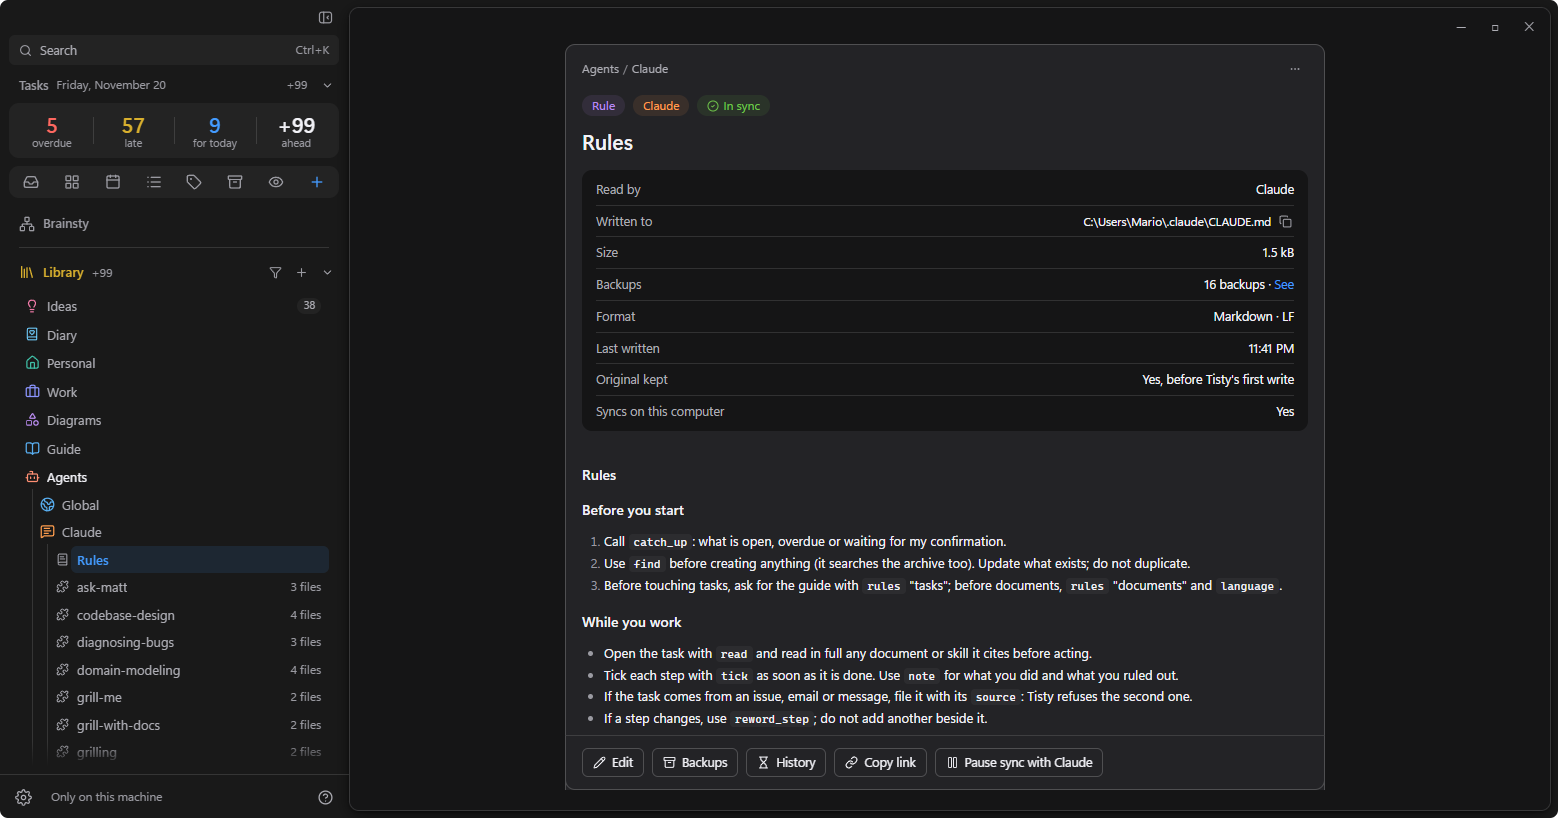 Search Ctrl+K
Tasks Friday, November 20 +99
5 57 9 +99
overdue late for today ahead
Brainsty
Library +99
Ideas 38
Diary
Personal
Work
Diagrams
Guide
Agents
Global
Claude
Rules
ask-matt 3 files
codebase-design 4 files
diagnosing-bugs 3 files
domain-modeling 4 files
grill-me 2 files
grill-with-docs 2 files
grilling 2 files
Only on this machine
Agents / Claude
Rule Claude In sync
Rules
Read by Claude
Written to C:\Users\Mario\.claude\CLAUDE.md
Size 1.5 kB
Backups 16 backups · See
Format Markdown · LF
Last written 11:41 PM
Original kept Yes, before Tisty's first write
Syncs on this computer Yes
Rules
Before you start
1. Call catch_up: what is open, overdue or waiting for my confirmation.
2. Use find before creating anything (it searches the archive too). Update what exists; do not duplicate.
3. Before touching tasks, ask for the guide with rules "tasks"; before documents, rules "documents" and language.
While you work
• Open the task with read and read in full any document or skill it cites before acting.
• Tick each step with tick as soon as it is done. Use note for what you did and what you ruled out.
• If the task comes from an issue, email or message, file it with its source: Tisty refuses the second one.
• If a step changes, use reword_step; do not add another beside it.
Edit Backups History Copy link Pause sync with Claude